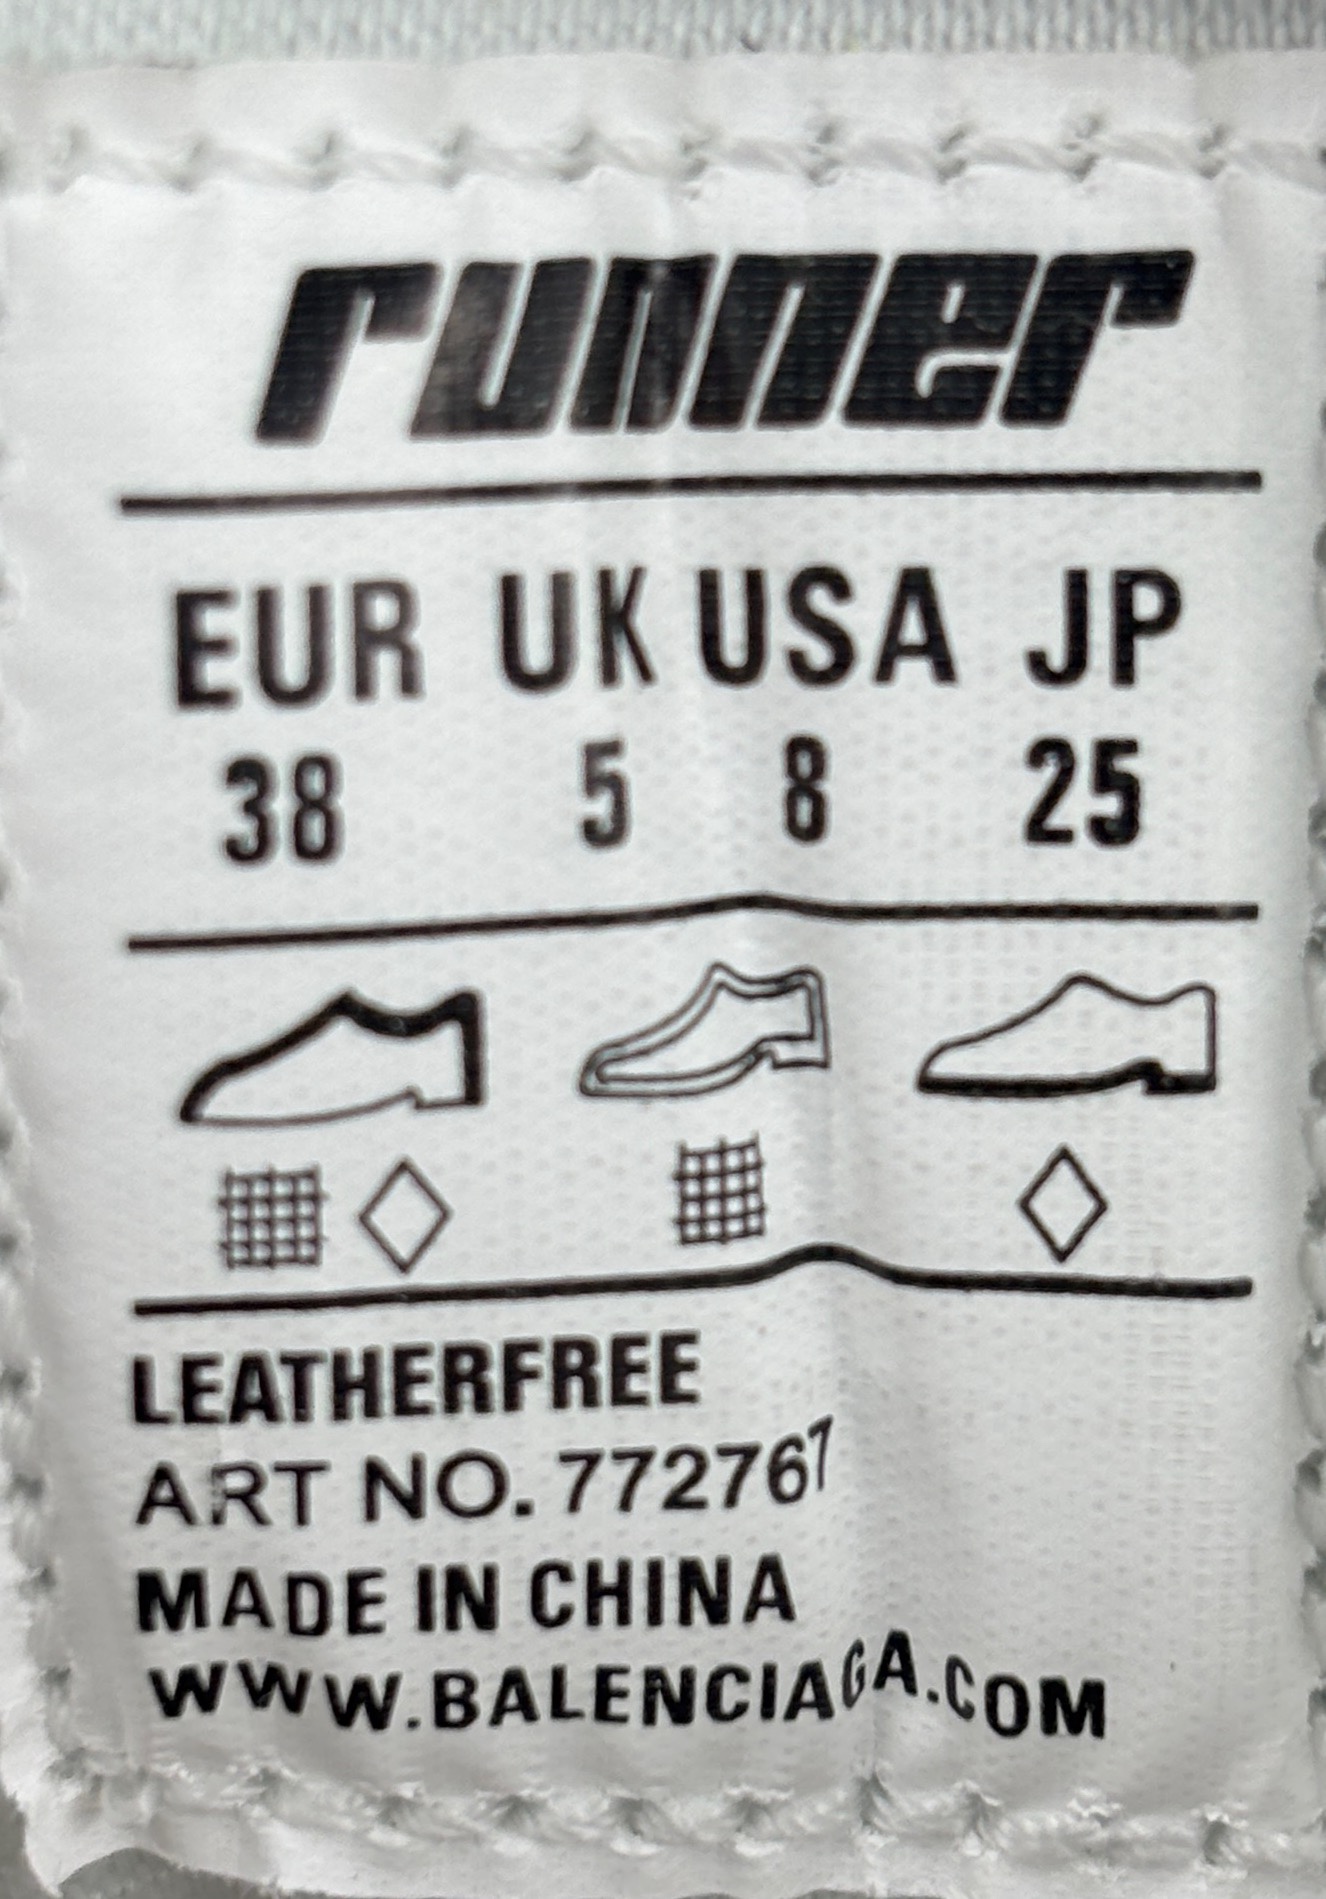 runner
EUR UK USA JP
38 5 8 25
LEATHERFREE
ART NO. 772767
MADE IN CHINA
WWW.BALENCIAGA.COM